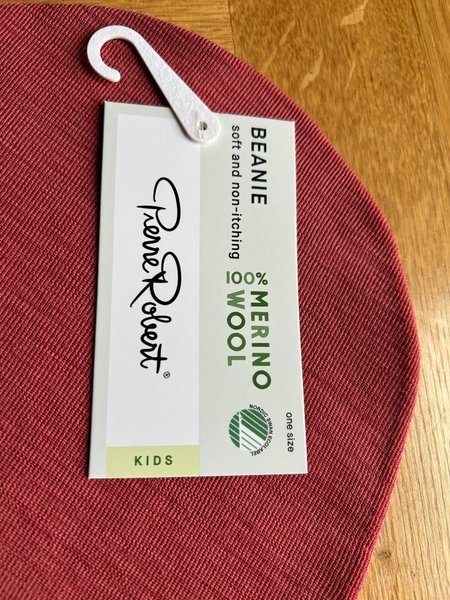 BEANIE
soft and non-itching
100%
MERINO
WOOL
Pierre Robert®
one size
NORDIC SWAN ECOLABEL
KIDS